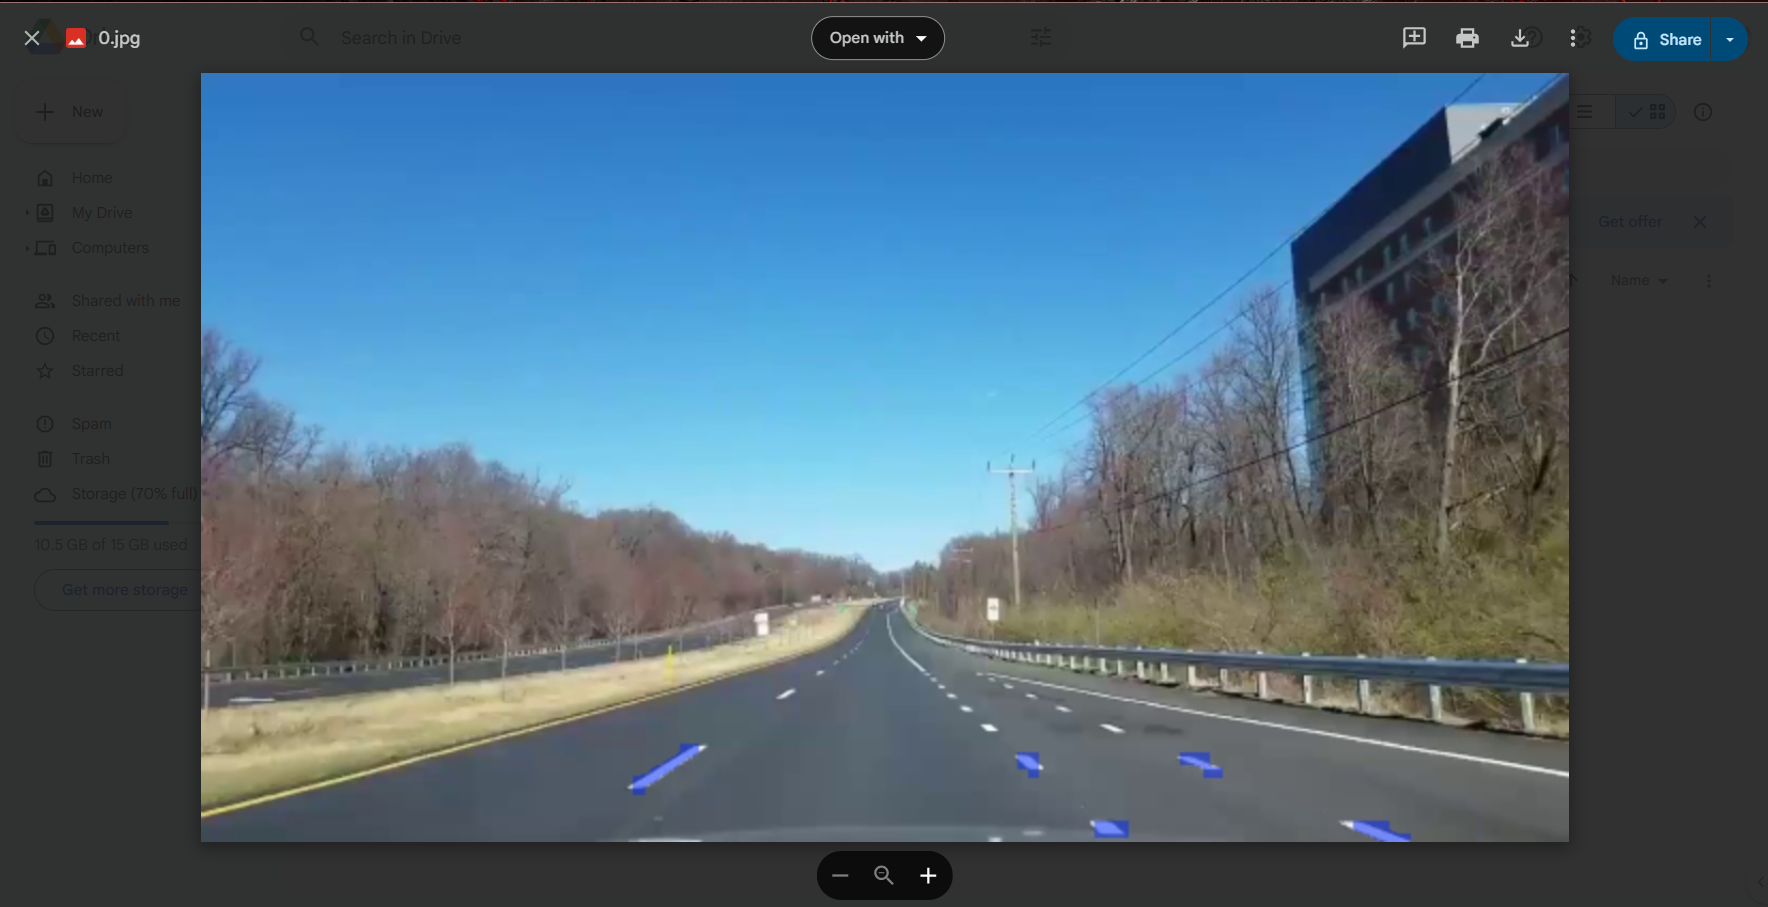 0.jpg
Search in Drive
Open with
Share
New
Home
My Drive
Computers
Shared with me
Recent
Starred
Spam
Trash
Storage (70% full)
10.5 GB of 15 GB used
Get more storage
Get offer
Name